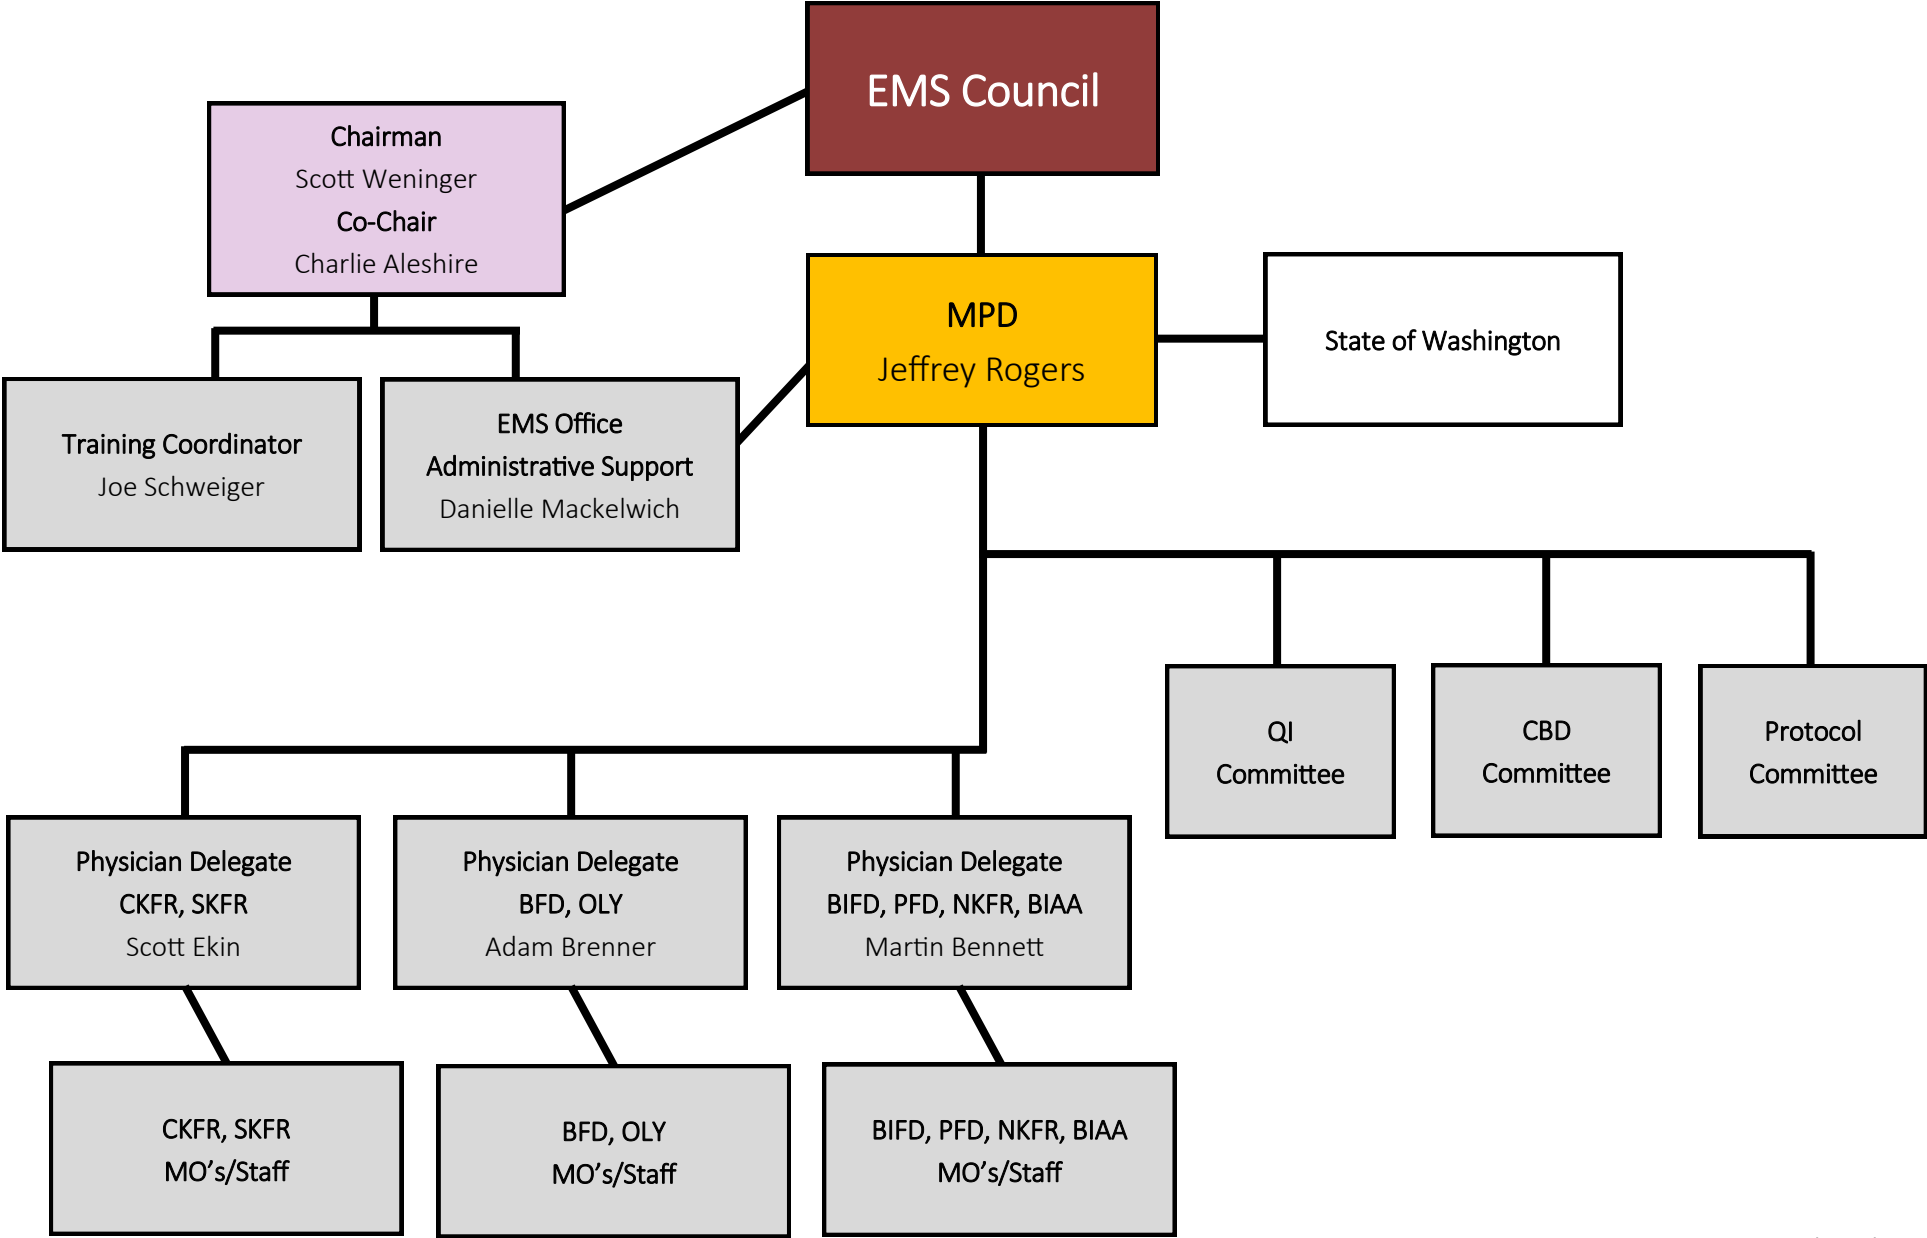 EMS Council
Chairman
Scott Weninger
Co-Chair
Charlie Aleshire
MPD
Jeffrey Rogers
State of Washington
Training Coordinator
Joe Schweiger
EMS Office
Administrative Support
Danielle Mackelwich
QI
Committee
CBD
Committee
Protocol
Committee
Physician Delegate
CKFR, SKFR
Scott Ekin
Physician Delegate
BFD, OLY
Adam Brenner
Physician Delegate
BIFD, PFD, NKFR, BIAA
Martin Bennett
CKFR, SKFR
MO’s/Staff
BFD, OLY
MO’s/Staff
BIFD, PFD, NKFR, BIAA
MO’s/Staff